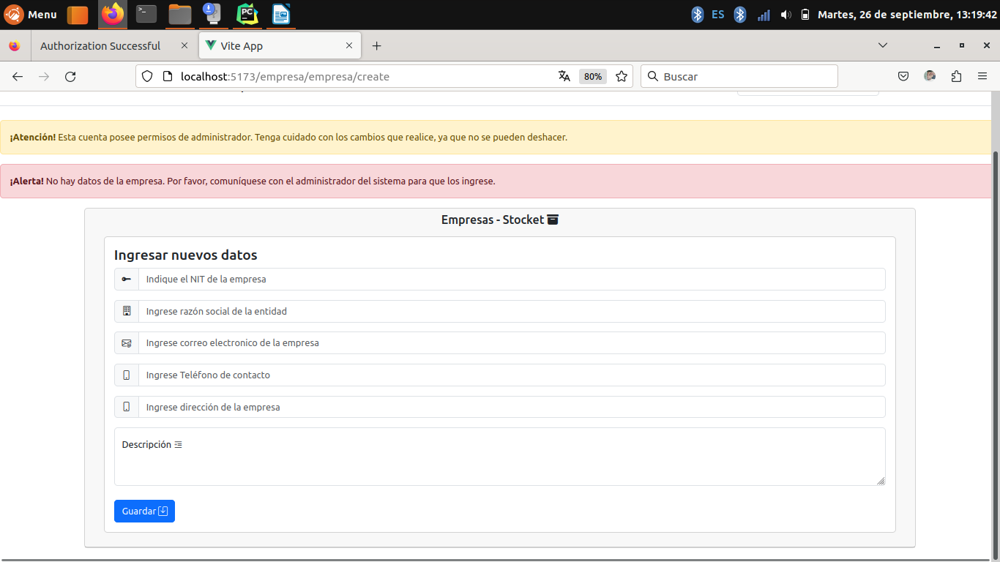 Menu
ES
Martes, 26 de septiembre, 13:19:42
Authorization Successful
Vite App
localhost:5173/empresa/empresa/create
80%
Buscar
¡Atención! Esta cuenta posee permisos de administrador. Tenga cuidado con los cambios que realice, ya que no se pueden deshacer.
¡Alerta! No hay datos de la empresa. Por favor, comuníquese con el administrador del sistema para que los ingrese.
Empresas - Stocket
Ingresar nuevos datos
Indique el NIT de la empresa
Ingrese razón social de la entidad
Ingrese correo electronico de la empresa
Ingrese Teléfono de contacto
Ingrese dirección de la empresa
Descripción
Guardar